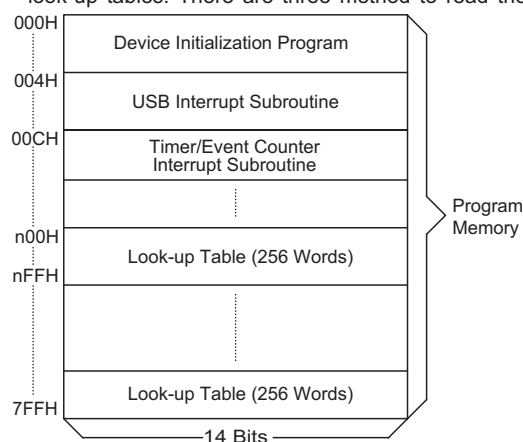 look-up tables. There are three method to read the
000H
Device Initialization Program
004H
USB Interrupt Subroutine
00CH
Timer/Event Counter
Interrupt Subroutine
n00H
Look-up Table (256 Words)
nFFH
Look-up Table (256 Words)
7FFH
14 Bits
Program
Memory